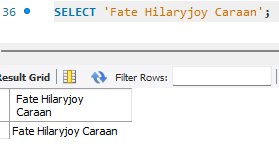 36
SELECT 'Fate Hilaryjoy Caraan';
Result Grid
Filter Rows:
Fate Hilaryjoy
Caraan
Fate Hilaryjoy Caraan